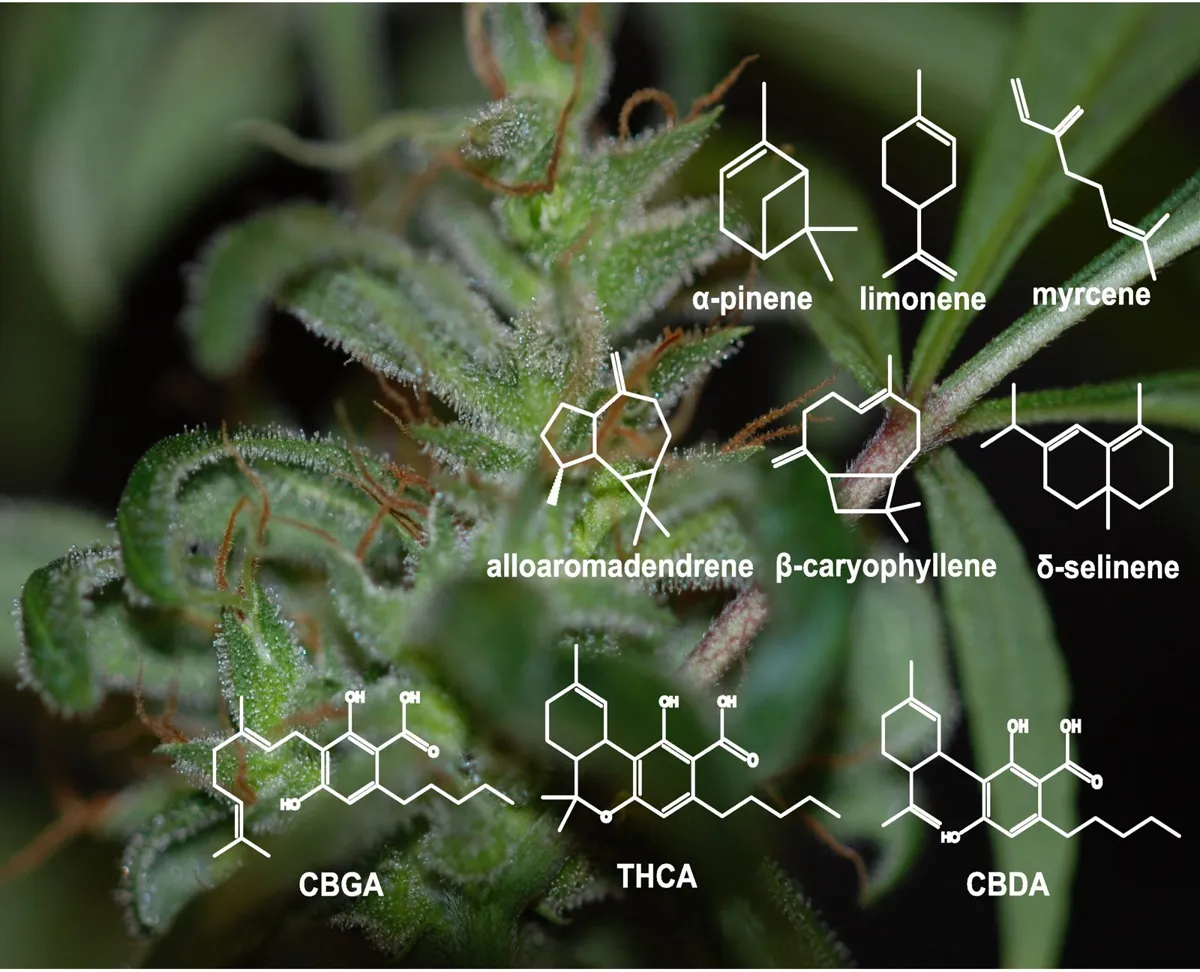 α-pinene limonene myrcene
alloaromadendrene β-caryophyllene δ-selinene
OH OH O HO
OH OH O
O
OH OH O HO
CBGA THCA CBDA